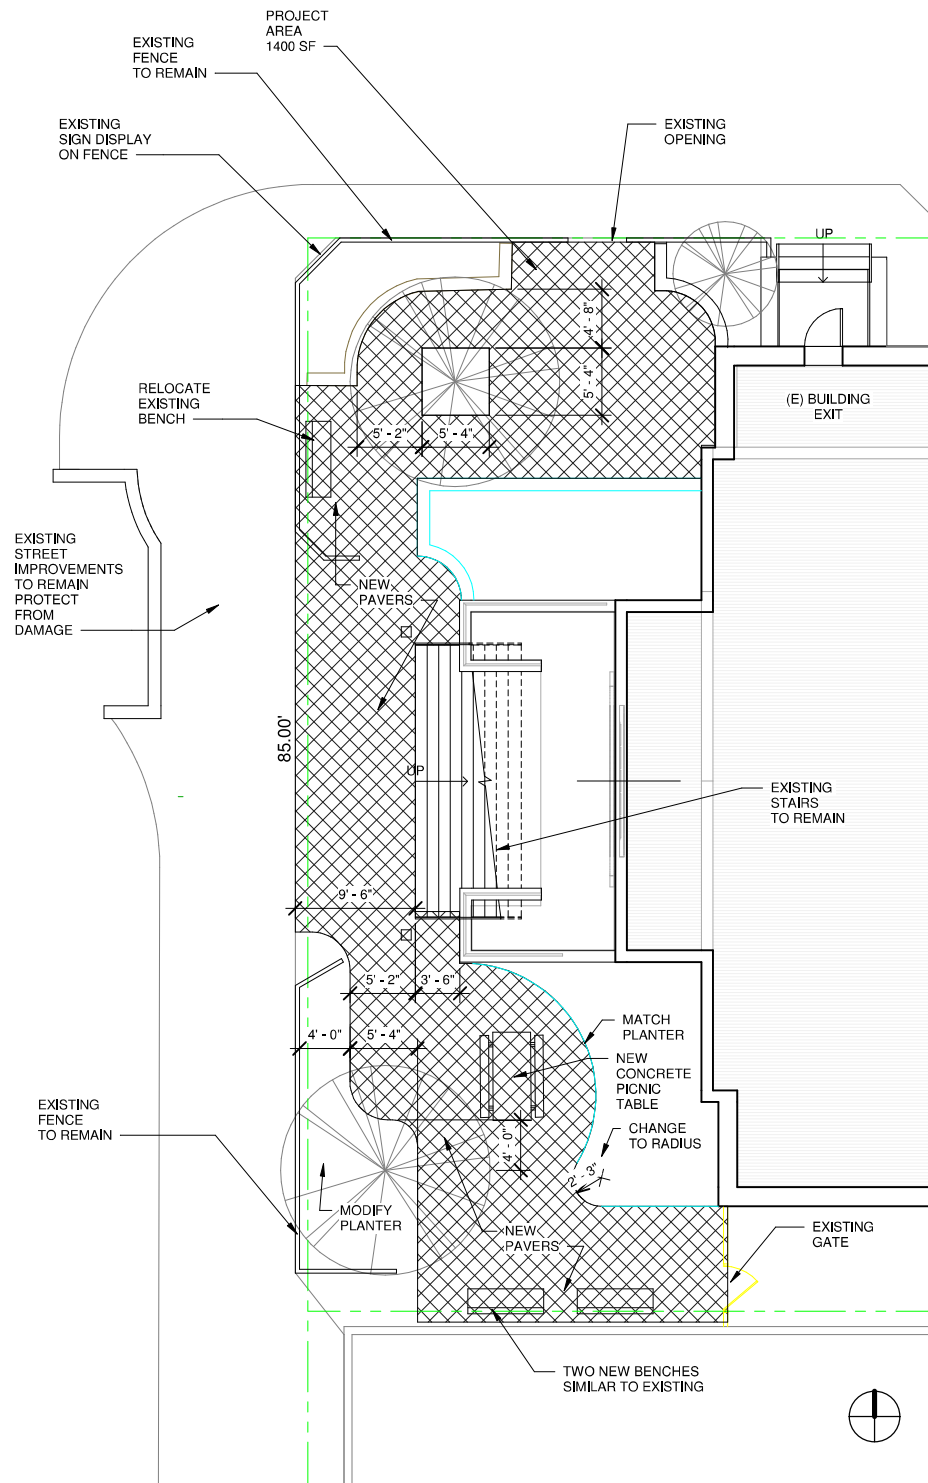 PROJECT
AREA
1400 SF
EXISTING
FENCE
TO REMAIN
EXISTING
SIGN DISPLAY
ON FENCE
EXISTING
OPENING
UP
4' - 8"
5' - 4"
(E) BUILDING
EXIT
RELOCATE
EXISTING
BENCH
5' - 2"
5' - 4"
EXISTING
STREET
IMPROVEMENTS
TO REMAIN
PROTECT
FROM
DAMAGE
NEW
PAVERS
85.00'
UP
EXISTING
STAIRS
TO REMAIN
9' - 6"
5' - 2"
3' - 6"
4' - 0"
5' - 4"
MATCH
PLANTER
NEW
CONCRETE
PICNIC
TABLE
EXISTING
FENCE
TO REMAIN
CHANGE
TO RADIUS
4' - 0"
2' - 3"
MODIFY
PLANTER
NEW
PAVERS
EXISTING
GATE
TWO NEW BENCHES
SIMILAR TO EXISTING